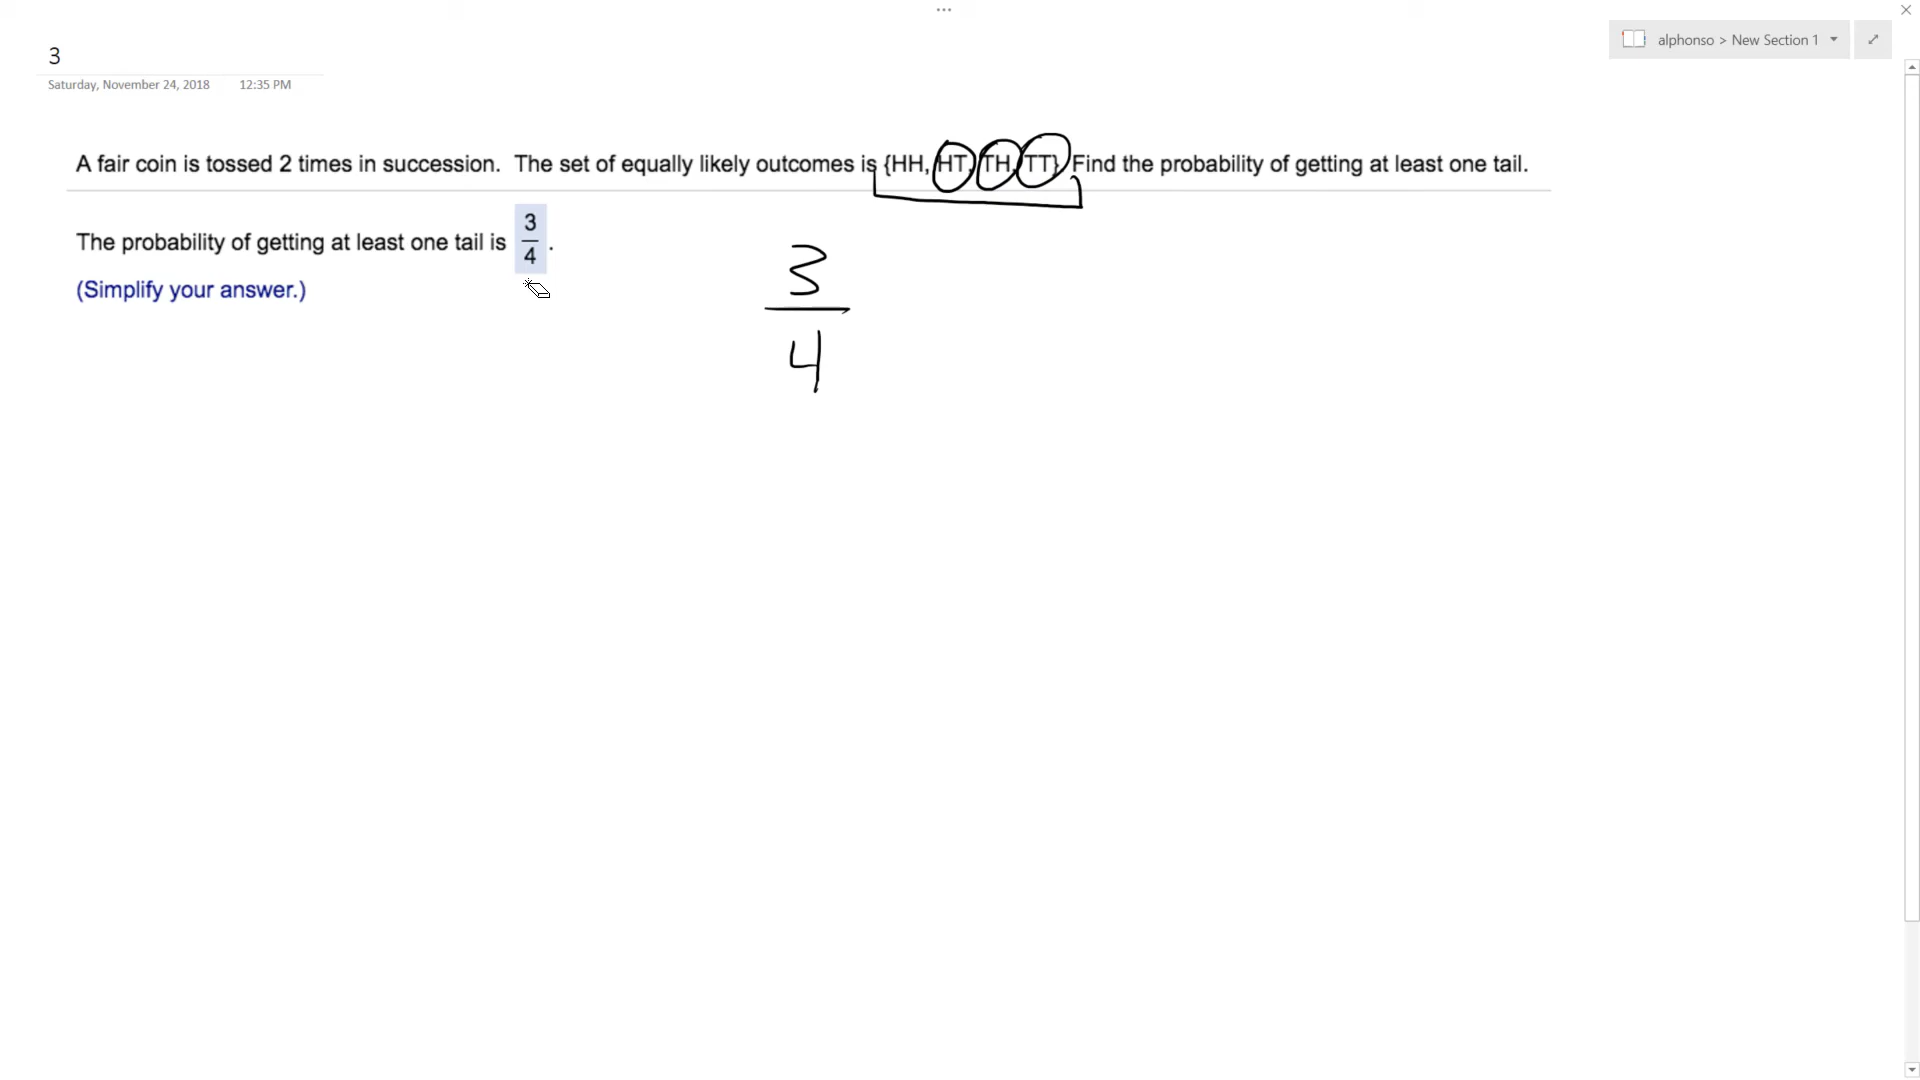 ...
alphonso > New Section 1
3
Saturday, November 24, 2018 12:35 PM
A fair coin is tossed 2 times in succession. The set of equally likely outcomes is {HH, HT, TH, TT}. Find the probability of getting at least one tail.
The probability of getting at least one tail is 3/4.
(Simplify your answer.)
3
4